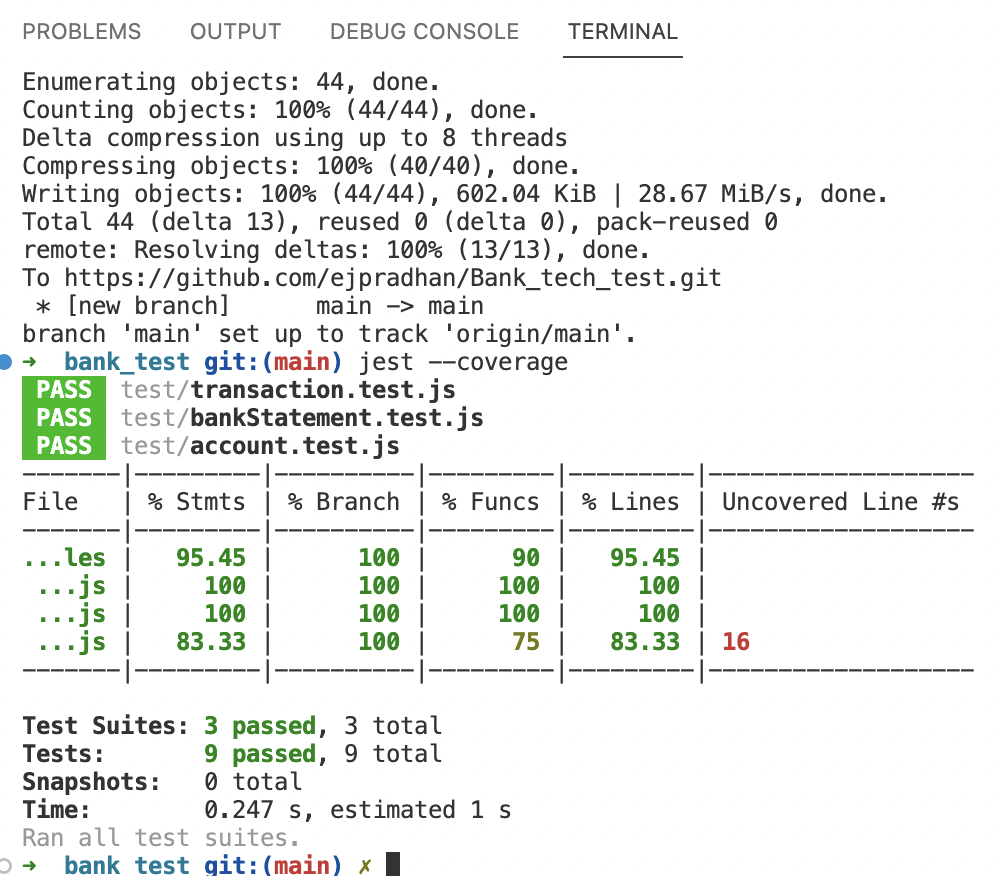 PROBLEMS OUTPUT DEBUG CONSOLE TERMINAL
Enumerating objects: 44, done.
Counting objects: 100% (44/44), done.
Delta compression using up to 8 threads
Compressing objects: 100% (40/40), done.
Writing objects: 100% (44/44), 602.04 KiB | 28.67 MiB/s, done.
Total 44 (delta 13), reused 0 (delta 0), pack-reused 0
remote: Resolving deltas: 100% (13/13), done.
To https://github.com/ejpradhan/Bank_tech_test.git
 * [new branch]      main -> main
branch 'main' set up to track 'origin/main'.
➜  bank_test git:(main) jest --coverage
PASS test/transaction.test.js
PASS test/bankStatement.test.js
PASS test/account.test.js
-------|---------|----------|---------|---------|-------------------
File   | % Stmts | % Branch | % Funcs | % Lines | Uncovered Line #s
-------|---------|----------|---------|---------|-------------------
...les |   95.45 |      100 |      90 |   95.45 |
 ...js |     100 |      100 |     100 |     100 |
 ...js |     100 |      100 |     100 |     100 |
 ...js |   83.33 |      100 |      75 |   83.33 | 16
-------|---------|----------|---------|---------|-------------------
Test Suites: 3 passed, 3 total
Tests:       9 passed, 9 total
Snapshots:   0 total
Time:        0.247 s, estimated 1 s
Ran all test suites.
➜  bank_test git:(main) ✗